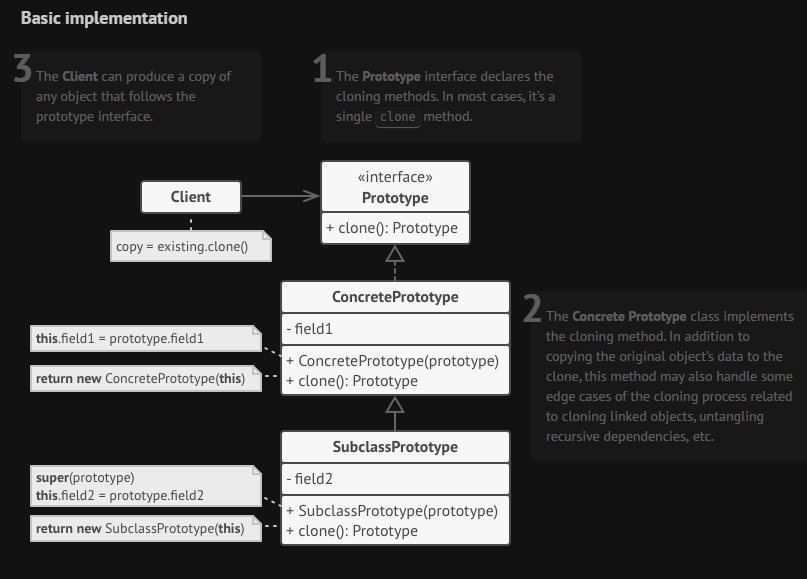 Basic implementation
3
The Client can produce a copy of
any object that follows the
prototype interface.
1
The Prototype interface declares the
cloning methods. In most cases, it's a
single clone method.
Client
copy = existing.clone()
«interface»
Prototype
+ clone(): Prototype
ConcretePrototype
- field1
+ ConcretePrototype(prototype)
+ clone(): Prototype
this.field1 = prototype.field1
return new ConcretePrototype(this)
2
The Concrete Prototype class implements
the cloning method. In addition to
copying the original object's data to the
clone, this method may also handle some
edge cases of the cloning process related
to cloning linked objects, untangling
recursive dependencies, etc.
SubclassPrototype
- field2
+ SubclassPrototype(prototype)
+ clone(): Prototype
super(prototype)
this.field2 = prototype.field2
return new SubclassPrototype(this)